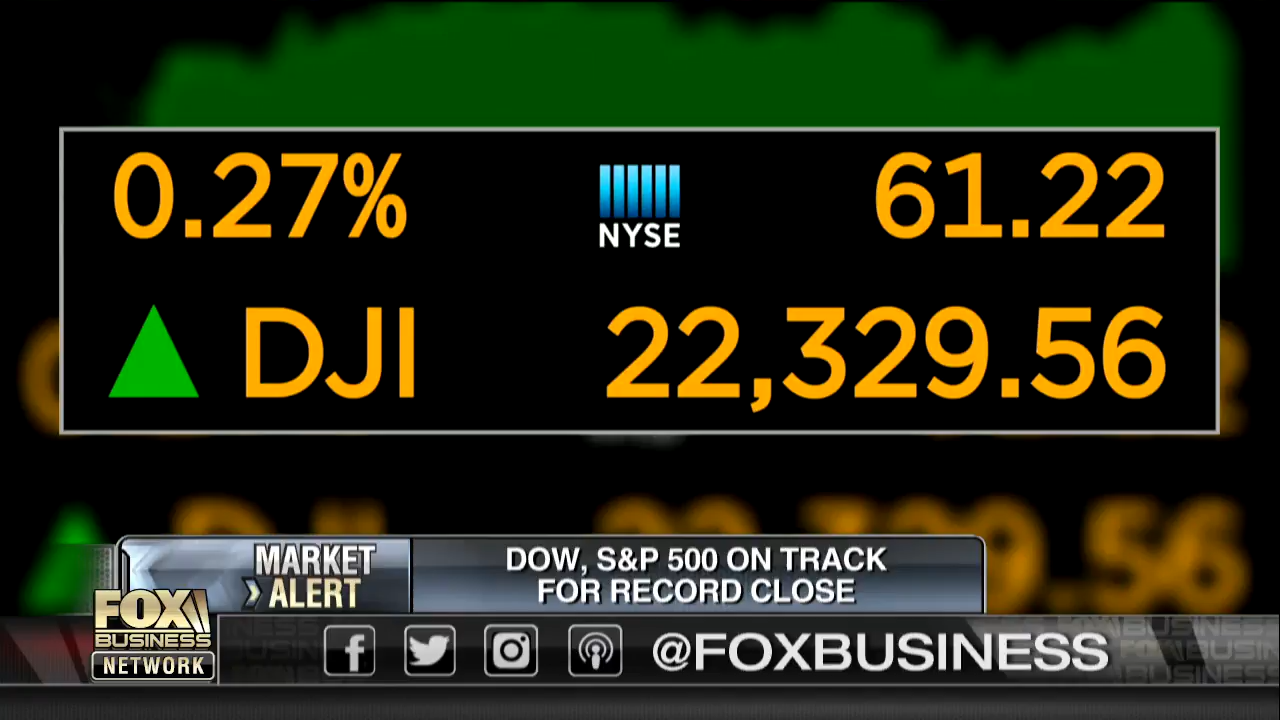 0.27%
NYSE
61.22
DJI
22,329.56
MARKET
ALERT
DOW, S&P 500 ON TRACK
FOR RECORD CLOSE
FOX
BUSINESS
NETWORK
@FOXBUSINESS